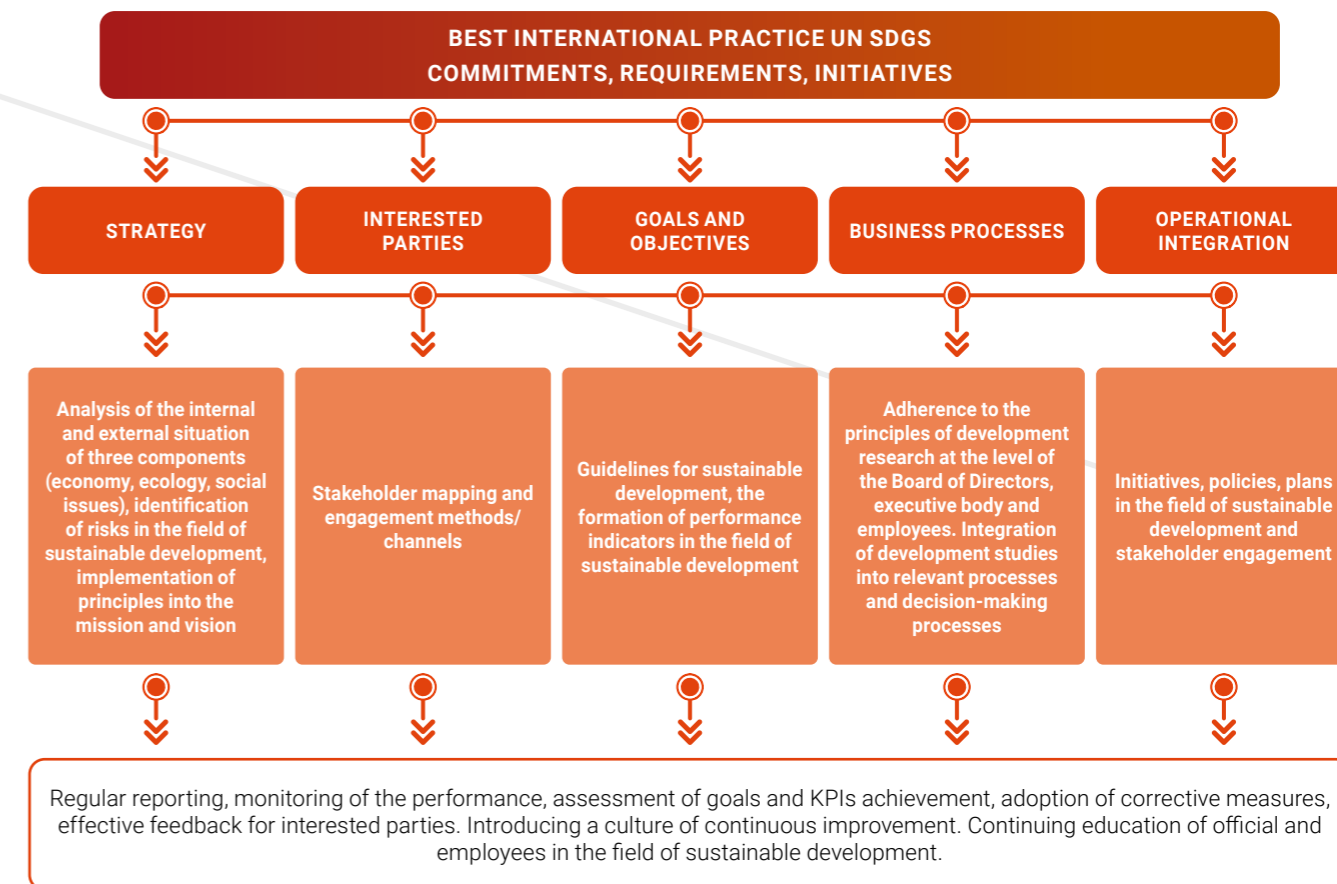 BEST INTERNATIONAL PRACTICE UN SDGS
COMMITMENTS, REQUIREMENTS, INITIATIVES
STRATEGY
INTERESTED
PARTIES
GOALS AND
OBJECTIVES
BUSINESS PROCESSES
OPERATIONAL
INTEGRATION
Analysis of the internal
and external situation
of three components
(economy, ecology, social
issues), identification
of risks in the field of
sustainable development,
implementation of
principles into the
mission and vision
Stakeholder mapping and
engagement methods/
channels
Guidelines for sustainable
development, the
formation of performance
indicators in the field of
sustainable development
Adherence to the
principles of development
research at the level of
the Board of Directors,
executive body and
employees. Integration
of development studies
into relevant processes
and decision-making
processes
Initiatives, policies, plans
in the field of sustainable
development and
stakeholder engagement
Regular reporting, monitoring of the performance, assessment of goals and KPIs achievement, adoption of corrective measures,
effective feedback for interested parties. Introducing a culture of continuous improvement. Continuing education of official and
employees in the field of sustainable development.